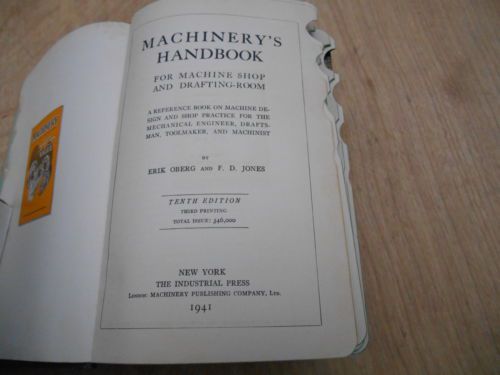 MACHINERY'S
HANDBOOK
FOR MACHINE SHOP
AND DRAFTING-ROOM
A REFERENCE BOOK ON MACHINE DE-
SIGN AND SHOP PRACTICE FOR THE
MECHANICAL ENGINEER, DRAFTS-
MAN, TOOLMAKER, AND MACHINIST
BY
ERIK OBERG AND F. D. JONES
TENTH EDITION
THIRD PRINTING
TOTAL ISSUE: 546,000
NEW YORK
THE INDUSTRIAL PRESS
LONDON: MACHINERY PUBLISHING COMPANY, LTD.
1941
MACHINERY